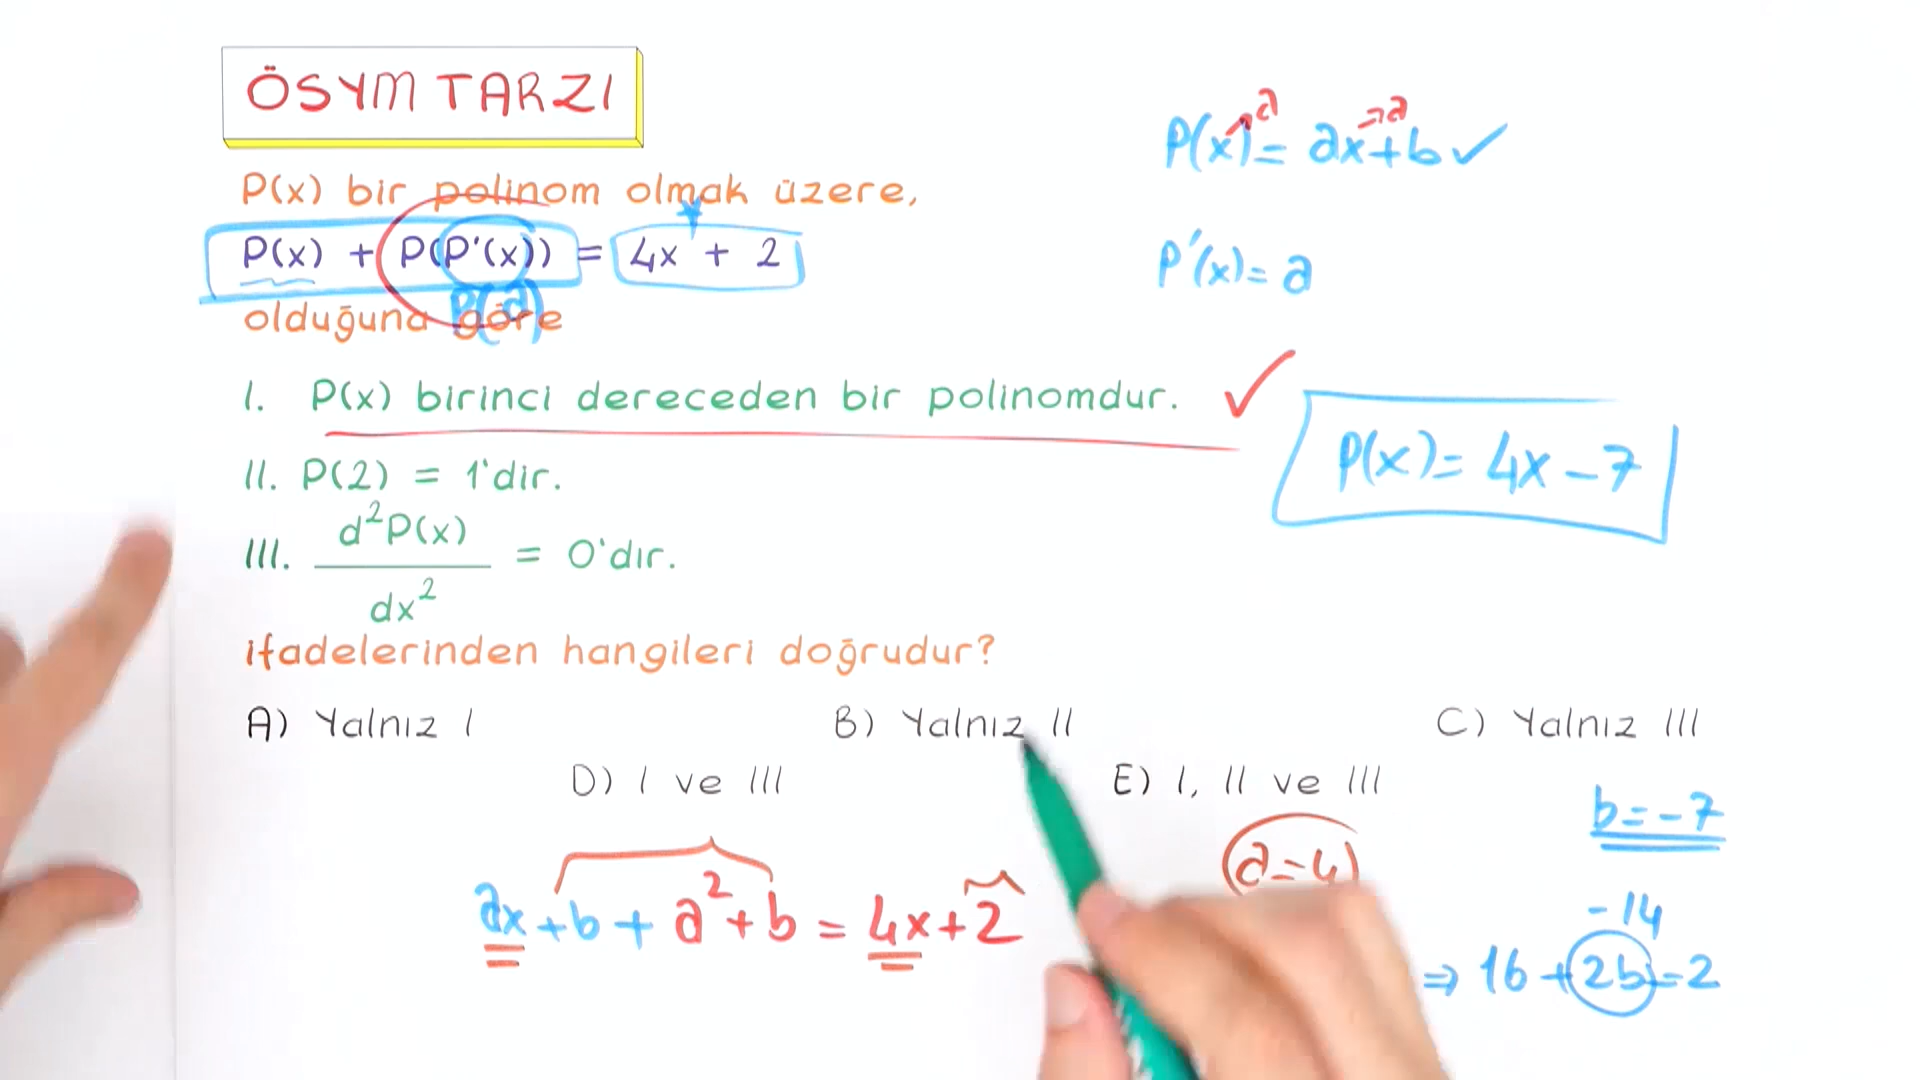 ÖSYM TARZI
P(x) bir polinom olmak üzere,
P(x) + P(P'(x)) = 4x + 2
P(a)
olduğuna göre
I. P(x) birinci dereceden bir polinomdur. ✓
II. P(2) = 1'dir.
III. d²P(x) / dx² = 0'dır.
ifadelerinden hangileri doğrudur?
A) Yalnız I
B) Yalnız II
C) Yalnız III
D) I ve III
E) I, II ve III
P(x) = ax+b ✓
a → a
P'(x) = a
P(x) = 4x - 7
ax + b + a² + b = 4x + 2
a = 4
b = -7
-14
⇒ 16 + 2b = 2